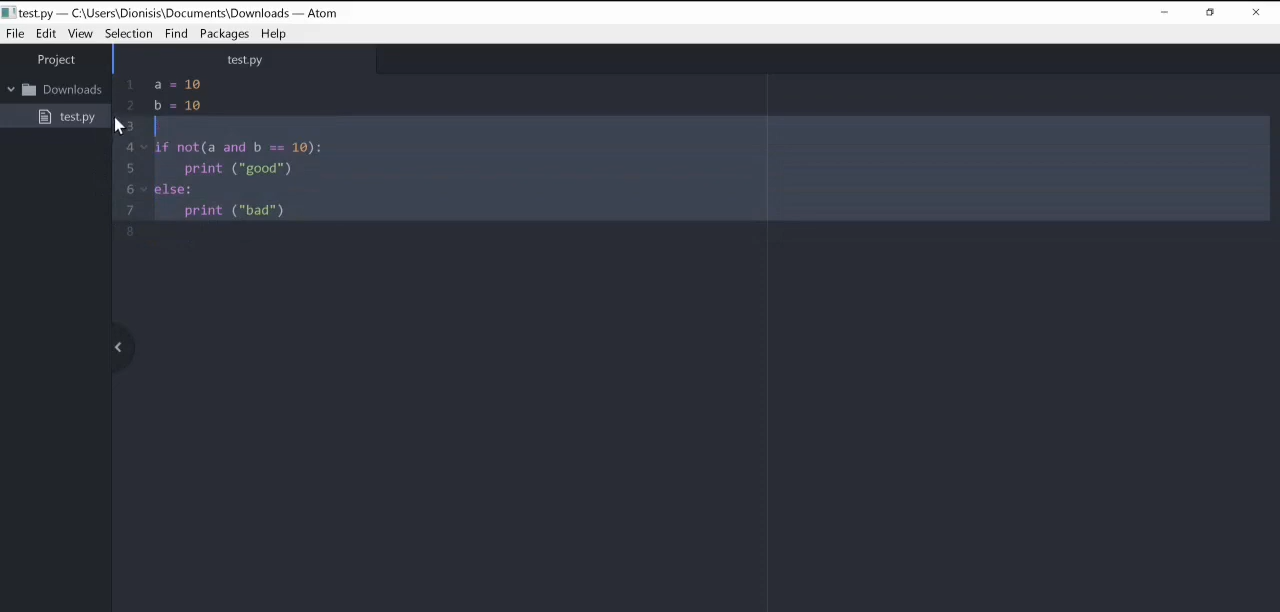 test.py — C:\Users\Dionisis\Documents\Downloads — Atom
File Edit View Selection Find Packages Help
Project
test.py
Downloads
test.py
1 a = 10
2 b = 10
3
4 if not(a and b == 10):
5 print ("good")
6 else:
7 print ("bad")
8